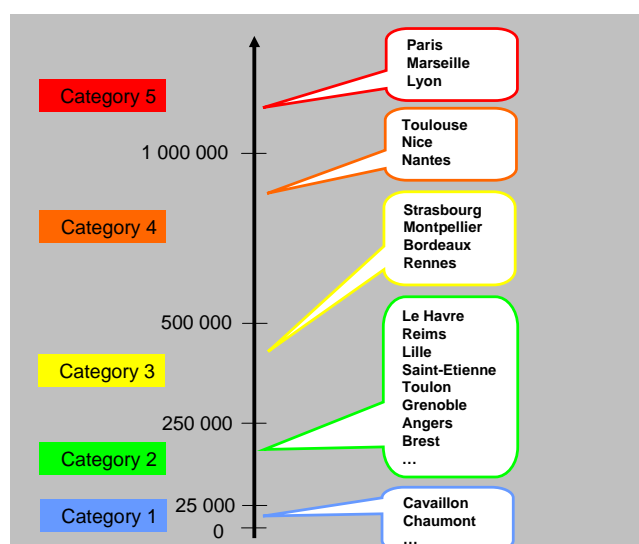 Paris
Marseille
Lyon
Category 5
Toulouse
Nice
Nantes
1 000 000
Category 4
Strasbourg
Montpellier
Bordeaux
Rennes
500 000
Le Havre
Reims
Lille
Saint-Etienne
Toulon
Grenoble
Angers
Brest
...
Category 3
250 000
Category 2
25 000
Category 1
0
Cavaillon
Chaumont
...